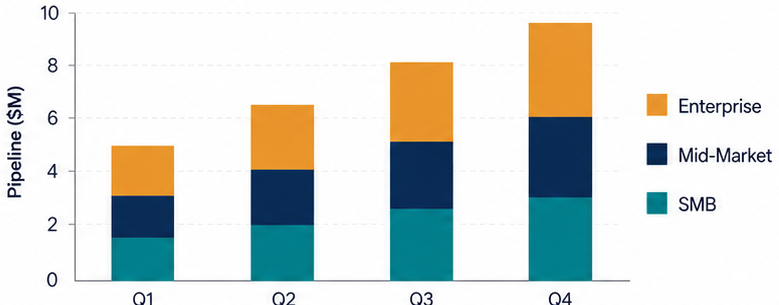 Pipeline ($M)
10
8
6
4
2
0
Q1 Q2 Q3 Q4
Enterprise
Mid-Market
SMB